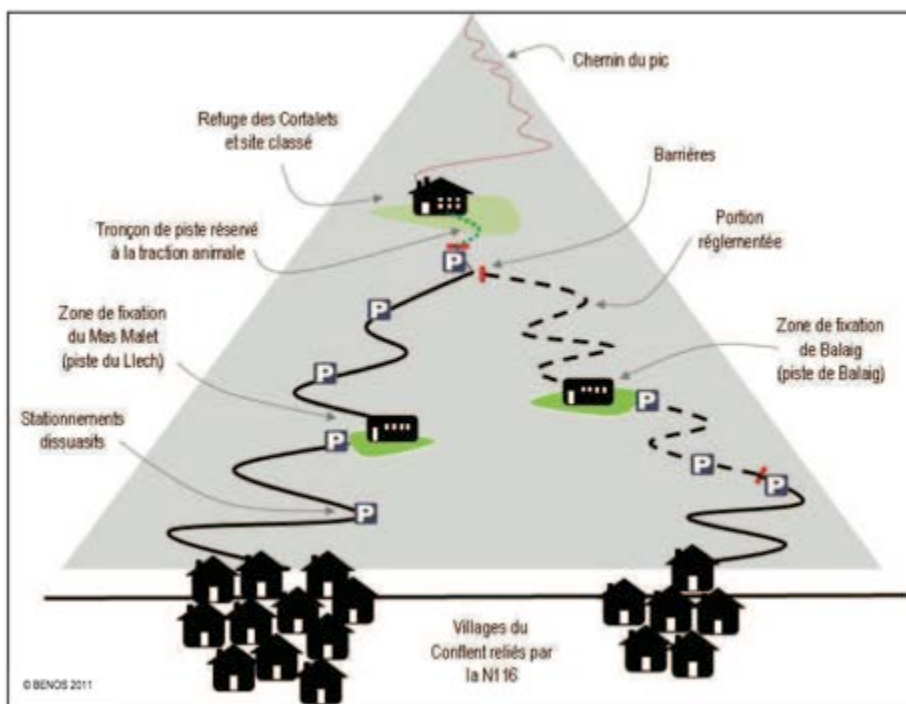 Chemin du pic
Refuge des Cortalets
et site classé
Barrières
Tronçon de piste réservé
à la traction animale
Portion
réglementée
P
P
Zone de fixation
du Mas Malet
(piste du Llech)
Zone de fixation
de Balaig
(piste de Balaig)
P
P
Stationnements
dissuasifs
P
P
P
P
Villages du
Conflent reliés par
la N116
© BENOS 2011